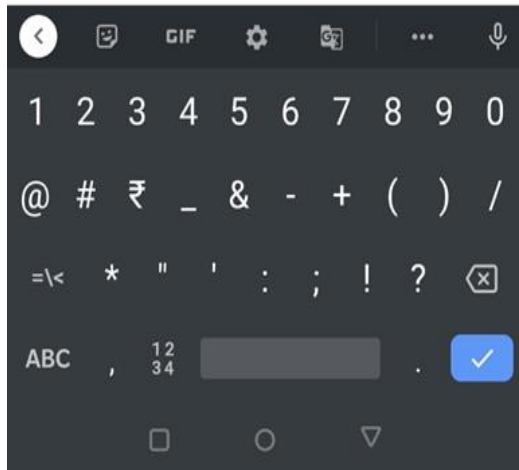 GIF G
1 2 3 4 5 6 7 8 9 0
@ # ₹ _ & - + ( ) /
=\< * " ' : ; ! ?
ABC , 12 34 .